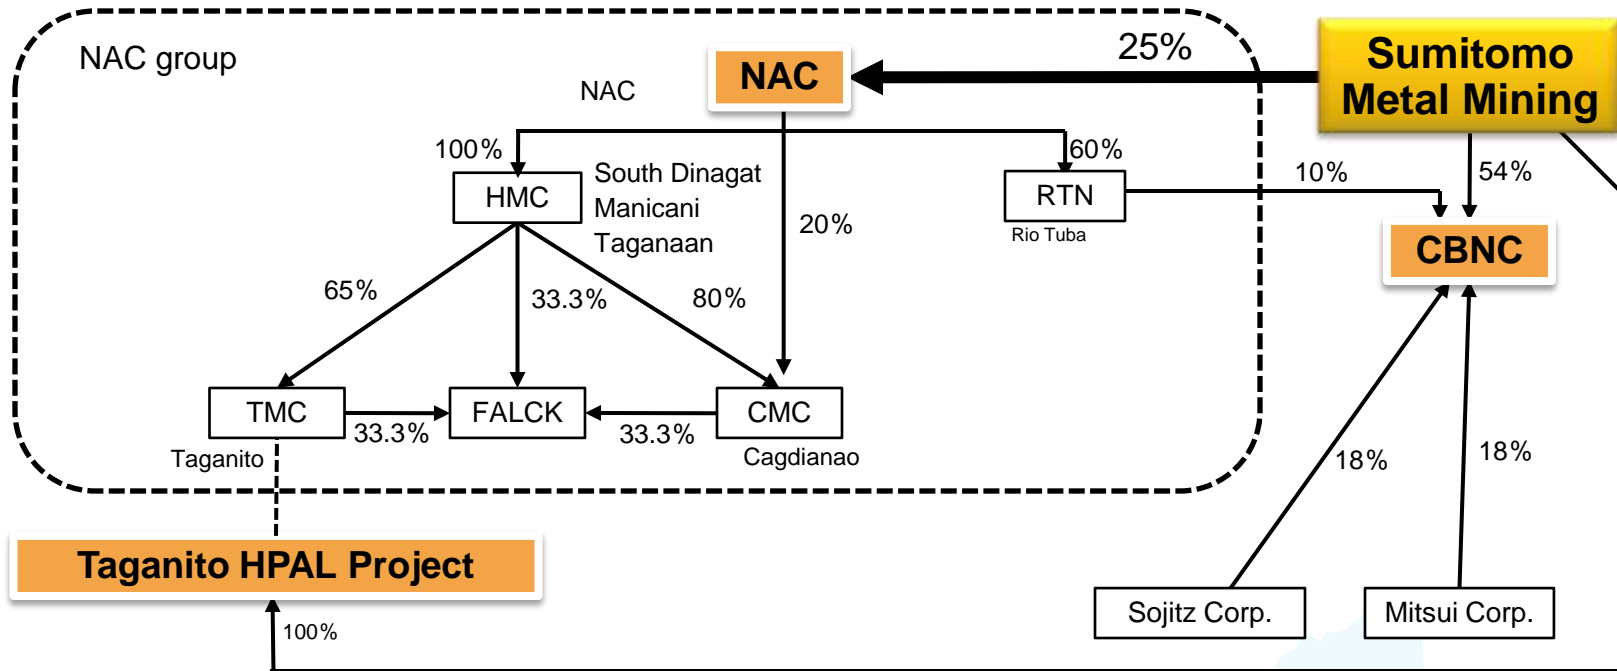 NAC group
25%
Sumitomo
Metal Mining
NAC
NAC
100%
60%
10%
54%
South Dinagat
Manicani
Taganaan
HMC
RTN
Rio Tuba
20%
CBNC
65%
33.3%
80%
TMC
FALCK
CMC
33.3%
33.3%
Taganito
Cagdianao
18%
18%
Taganito HPAL Project
Sojitz Corp.
Mitsui Corp.
100%